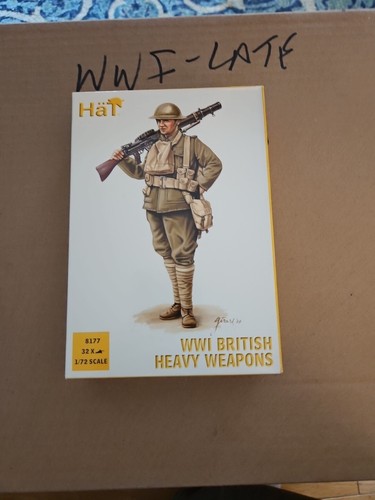 WWI-LATE
HäT
8177
32 X
1/72 SCALE
WWI BRITISH
HEAVY WEAPONS